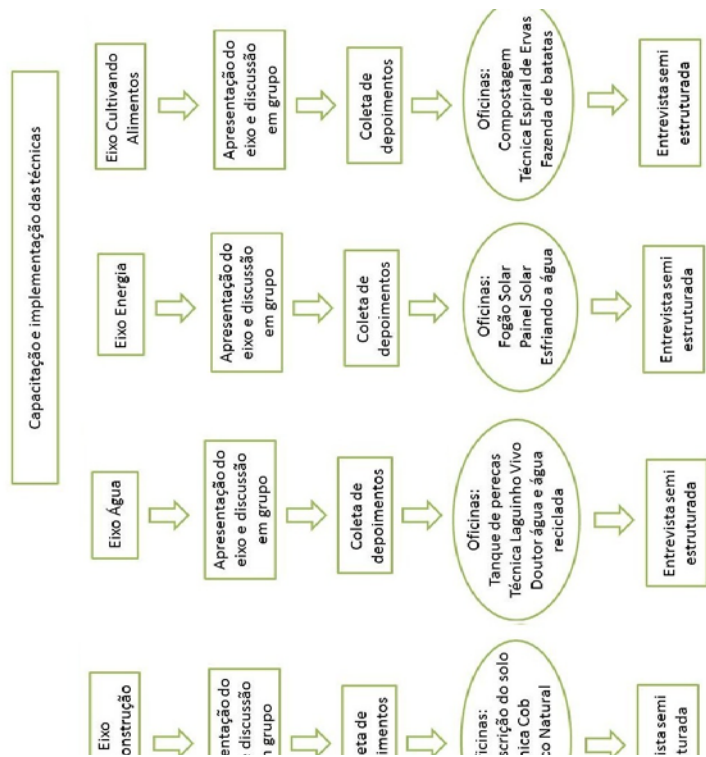 Capacitação e implementação das técnicas
Eixo
onstrução
entação do
discussão
grupo
eta de
imentos
icinas:
scrição do solo
nica Cob
co Natural
ista semi
turada
Eixo Água
Apresentação do
eixo e discussão
em grupo
Coleta de
depoimentos
Oficinas:
Tanque de perecas
Técnica Laguinho Vivo
Doutor água e água
reciclada
Entrevista semi
estruturada
Eixo Energia
Apresentação do
eixo e discussão
em grupo
Coleta de
depoimentos
Oficinas:
Fogão Solar
Painel Solar
Esfriando a água
Entrevista semi
estruturada
Eixo Cultivando
Alimentos
Apresentação do
eixo e discussão
em grupo
Coleta de
depoimentos
Oficinas:
Compostagem
Técnica Espiral de Ervas
Fazenda de batatas
Entrevista semi
estruturada